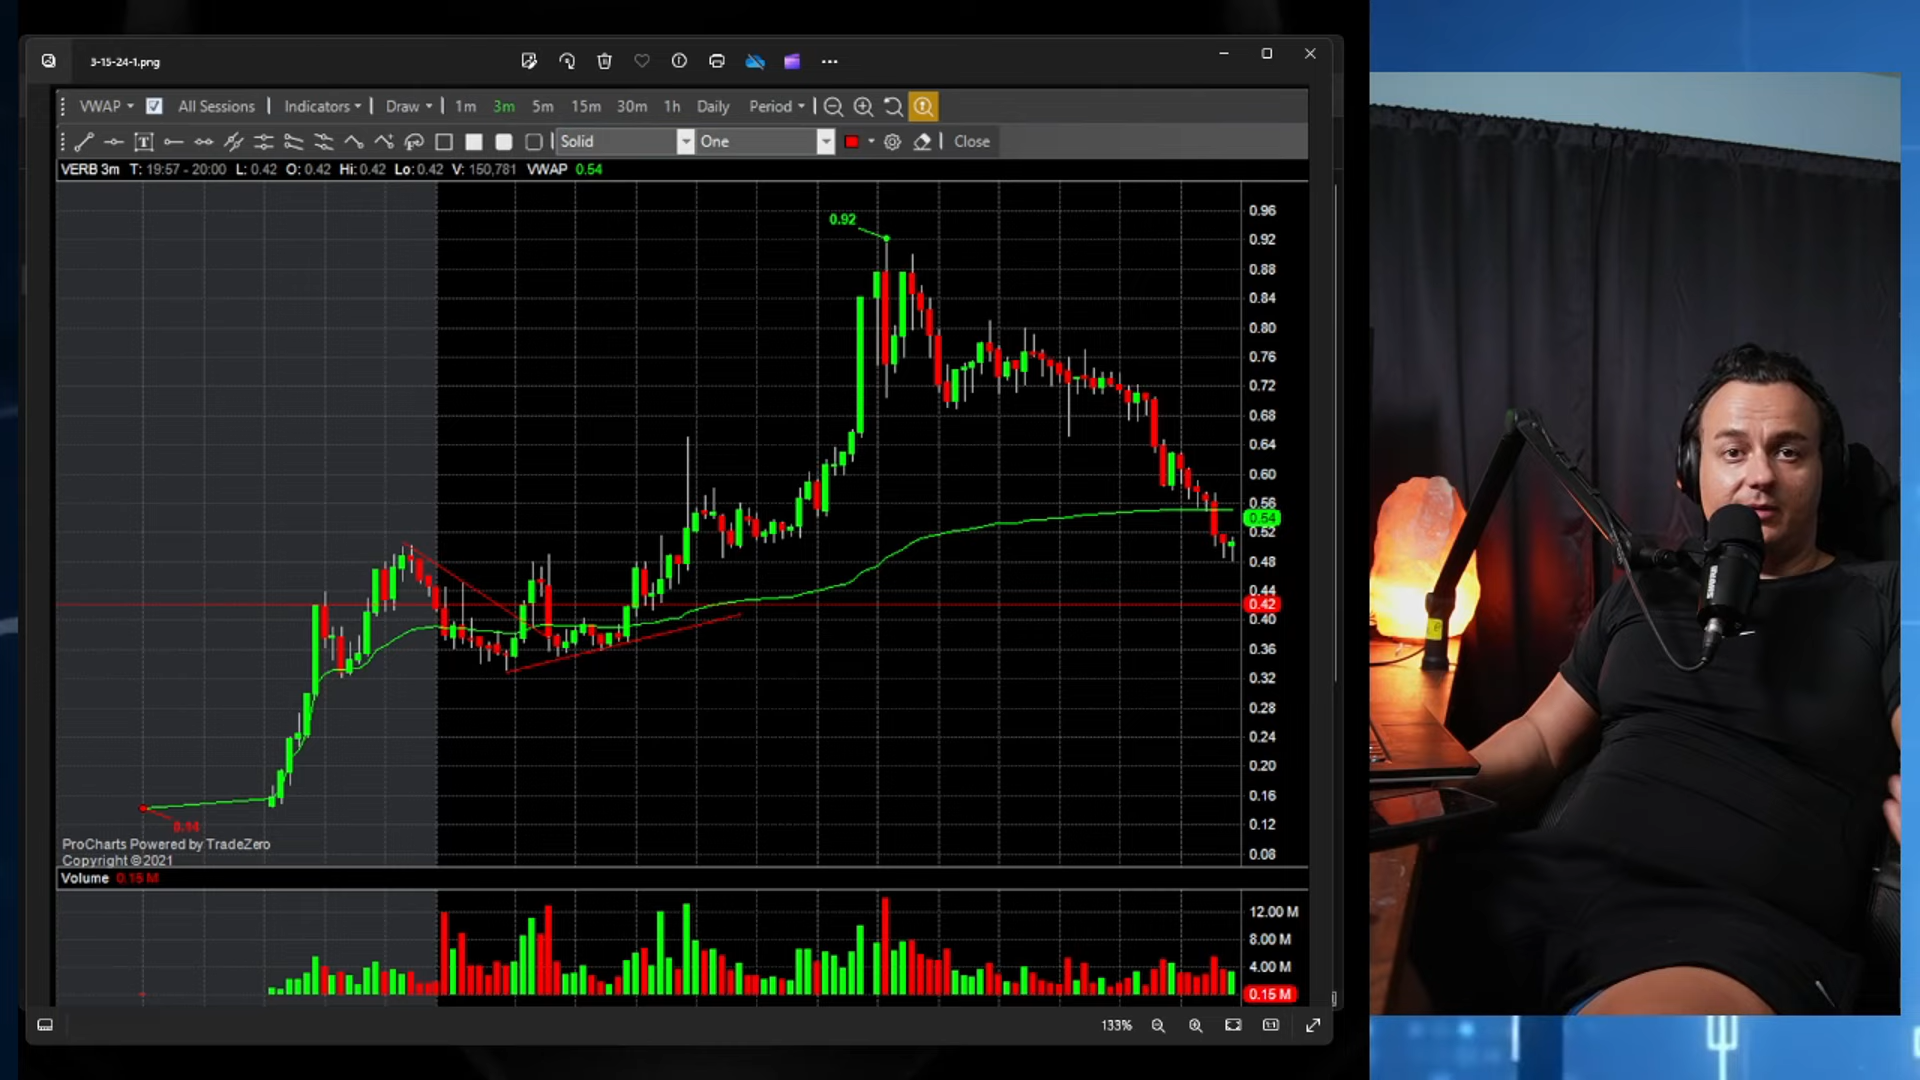 3-15-24-1.png
VWAP All Sessions Indicators Draw 1m 3m 5m 15m 30m 1h Daily Period
T Solid One Close
VERB 3m T: 19:57 - 20:00 L: 0.42 O: 0.42 Hi: 0.42 Lo: 0.42 V: 150,781 VWAP 0.54
0.96
0.92
0.92
0.88
0.84
0.80
0.76
0.72
0.68
0.64
0.60
0.56
0.54
0.52
0.48
0.44
0.42
0.40
0.36
0.32
0.28
0.24
0.20
0.16
0.14
0.12
ProCharts Powered by TradeZero
0.08
Copyright ©2021
Volume 0.15 M
12.00 M
8.00 M
4.00 M
0.15 M
133%
SHURE